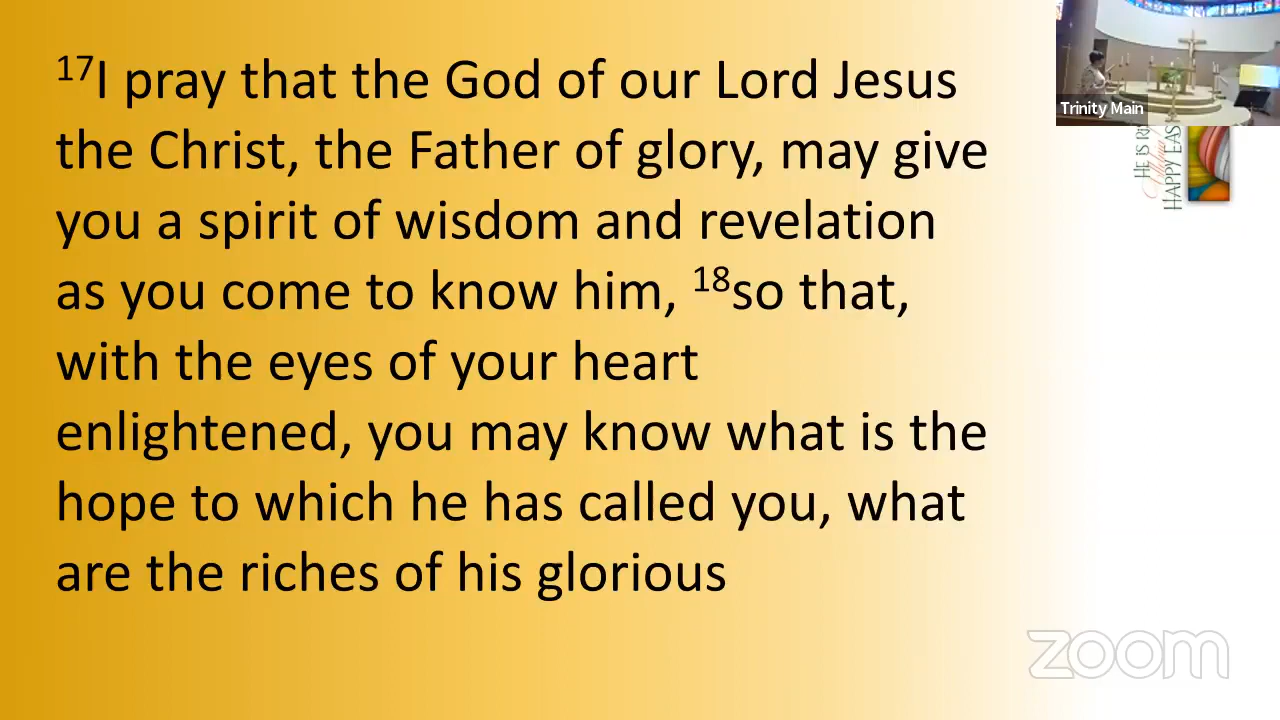 17I pray that the God of our Lord Jesus
the Christ, the Father of glory, may give
you a spirit of wisdom and revelation
as you come to know him, 18so that,
with the eyes of your heart
enlightened, you may know what is the
hope to which he has called you, what
are the riches of his glorious
Trinity Main
HE IS
HAPPY
zoom